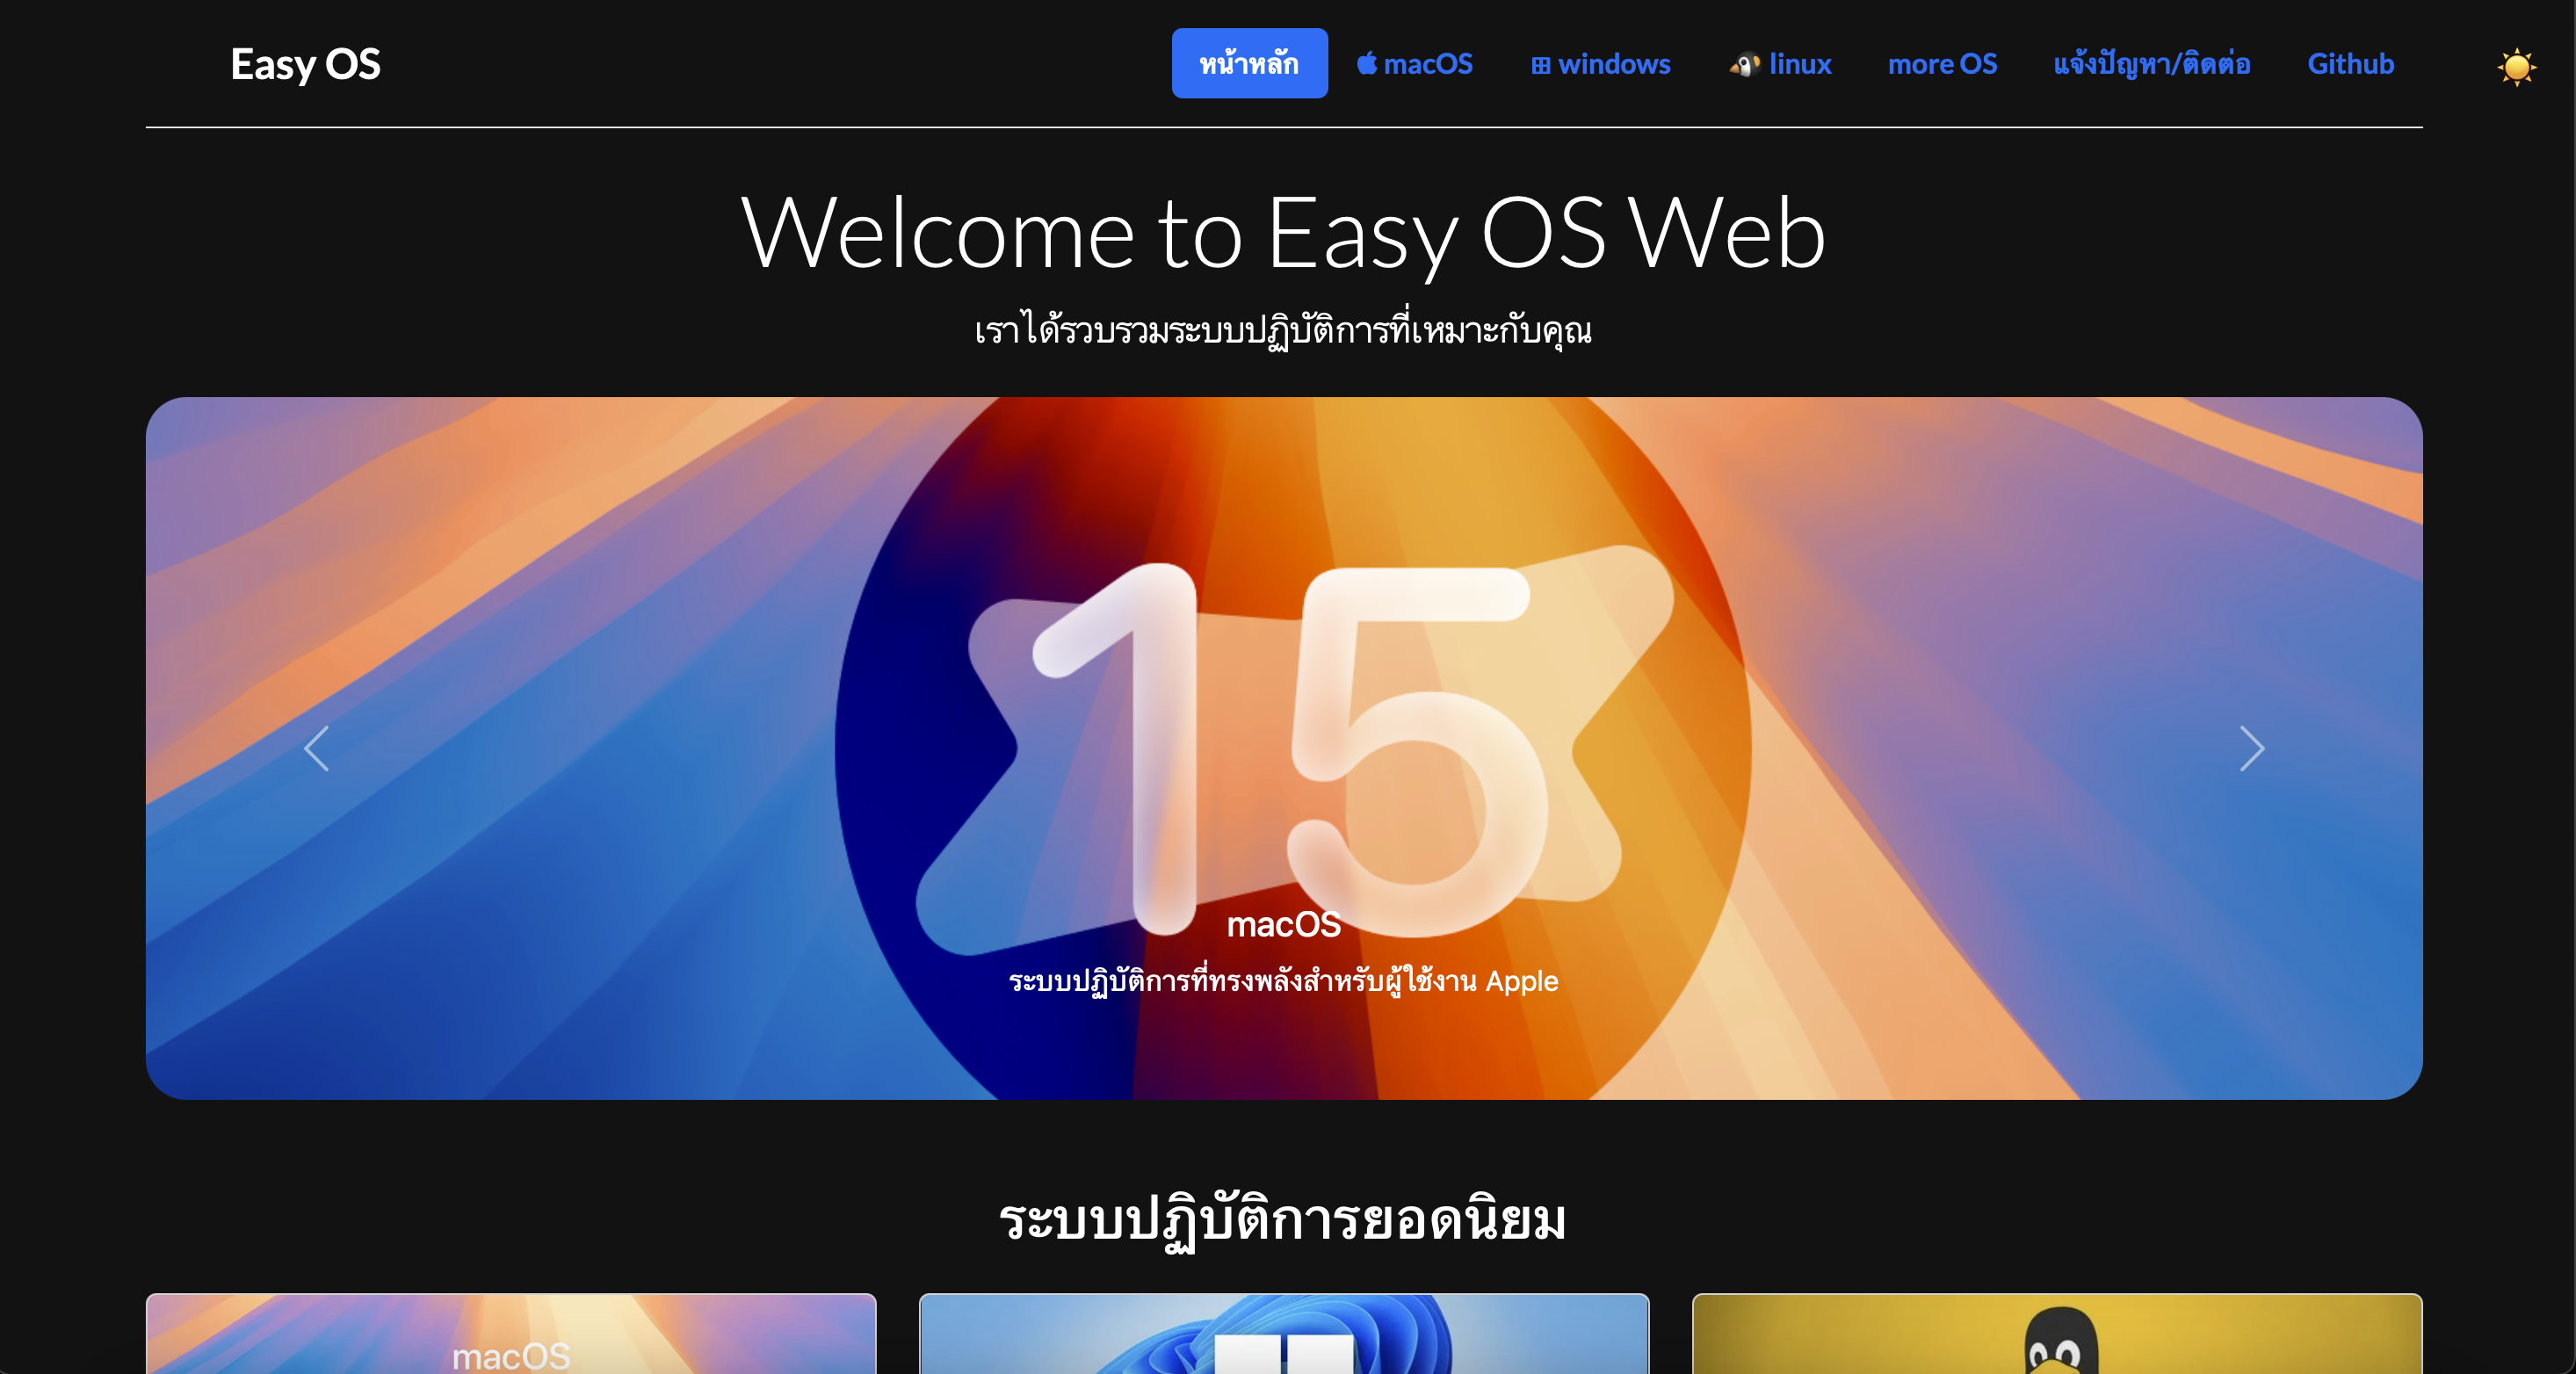 Easy OS
หน้าหลัก
macOS
windows
linux
more OS
แจ้งปัญหา/ติดต่อ
Github
Welcome to Easy OS Web
เราได้รวบรวมระบบปฏิบัติการที่เหมาะกับคุณ
15
macOS
ระบบปฏิบัติการที่ทรงพลังสำหรับผู้ใช้งาน Apple
ระบบปฏิบัติการยอดนิยม
macOS